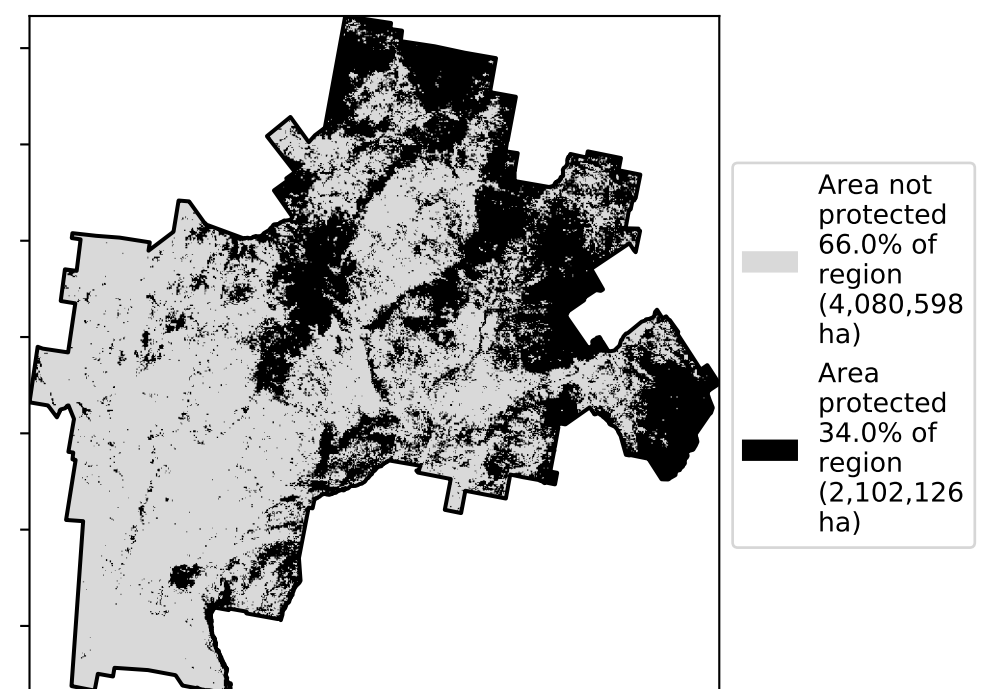 Area not
protected
66.0% of
region
(4,080,598
ha)
Area
protected
34.0% of
region
(2,102,126
ha)